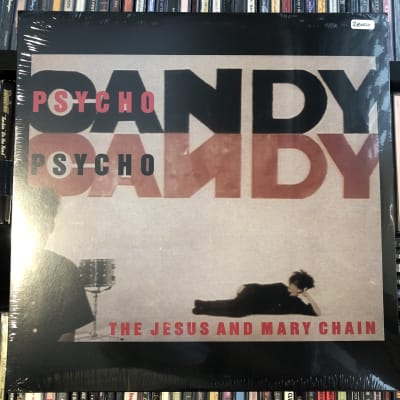 PSYCHO
CANDY
PSYCHO
CANDY
THE JESUS AND MARY CHAIN